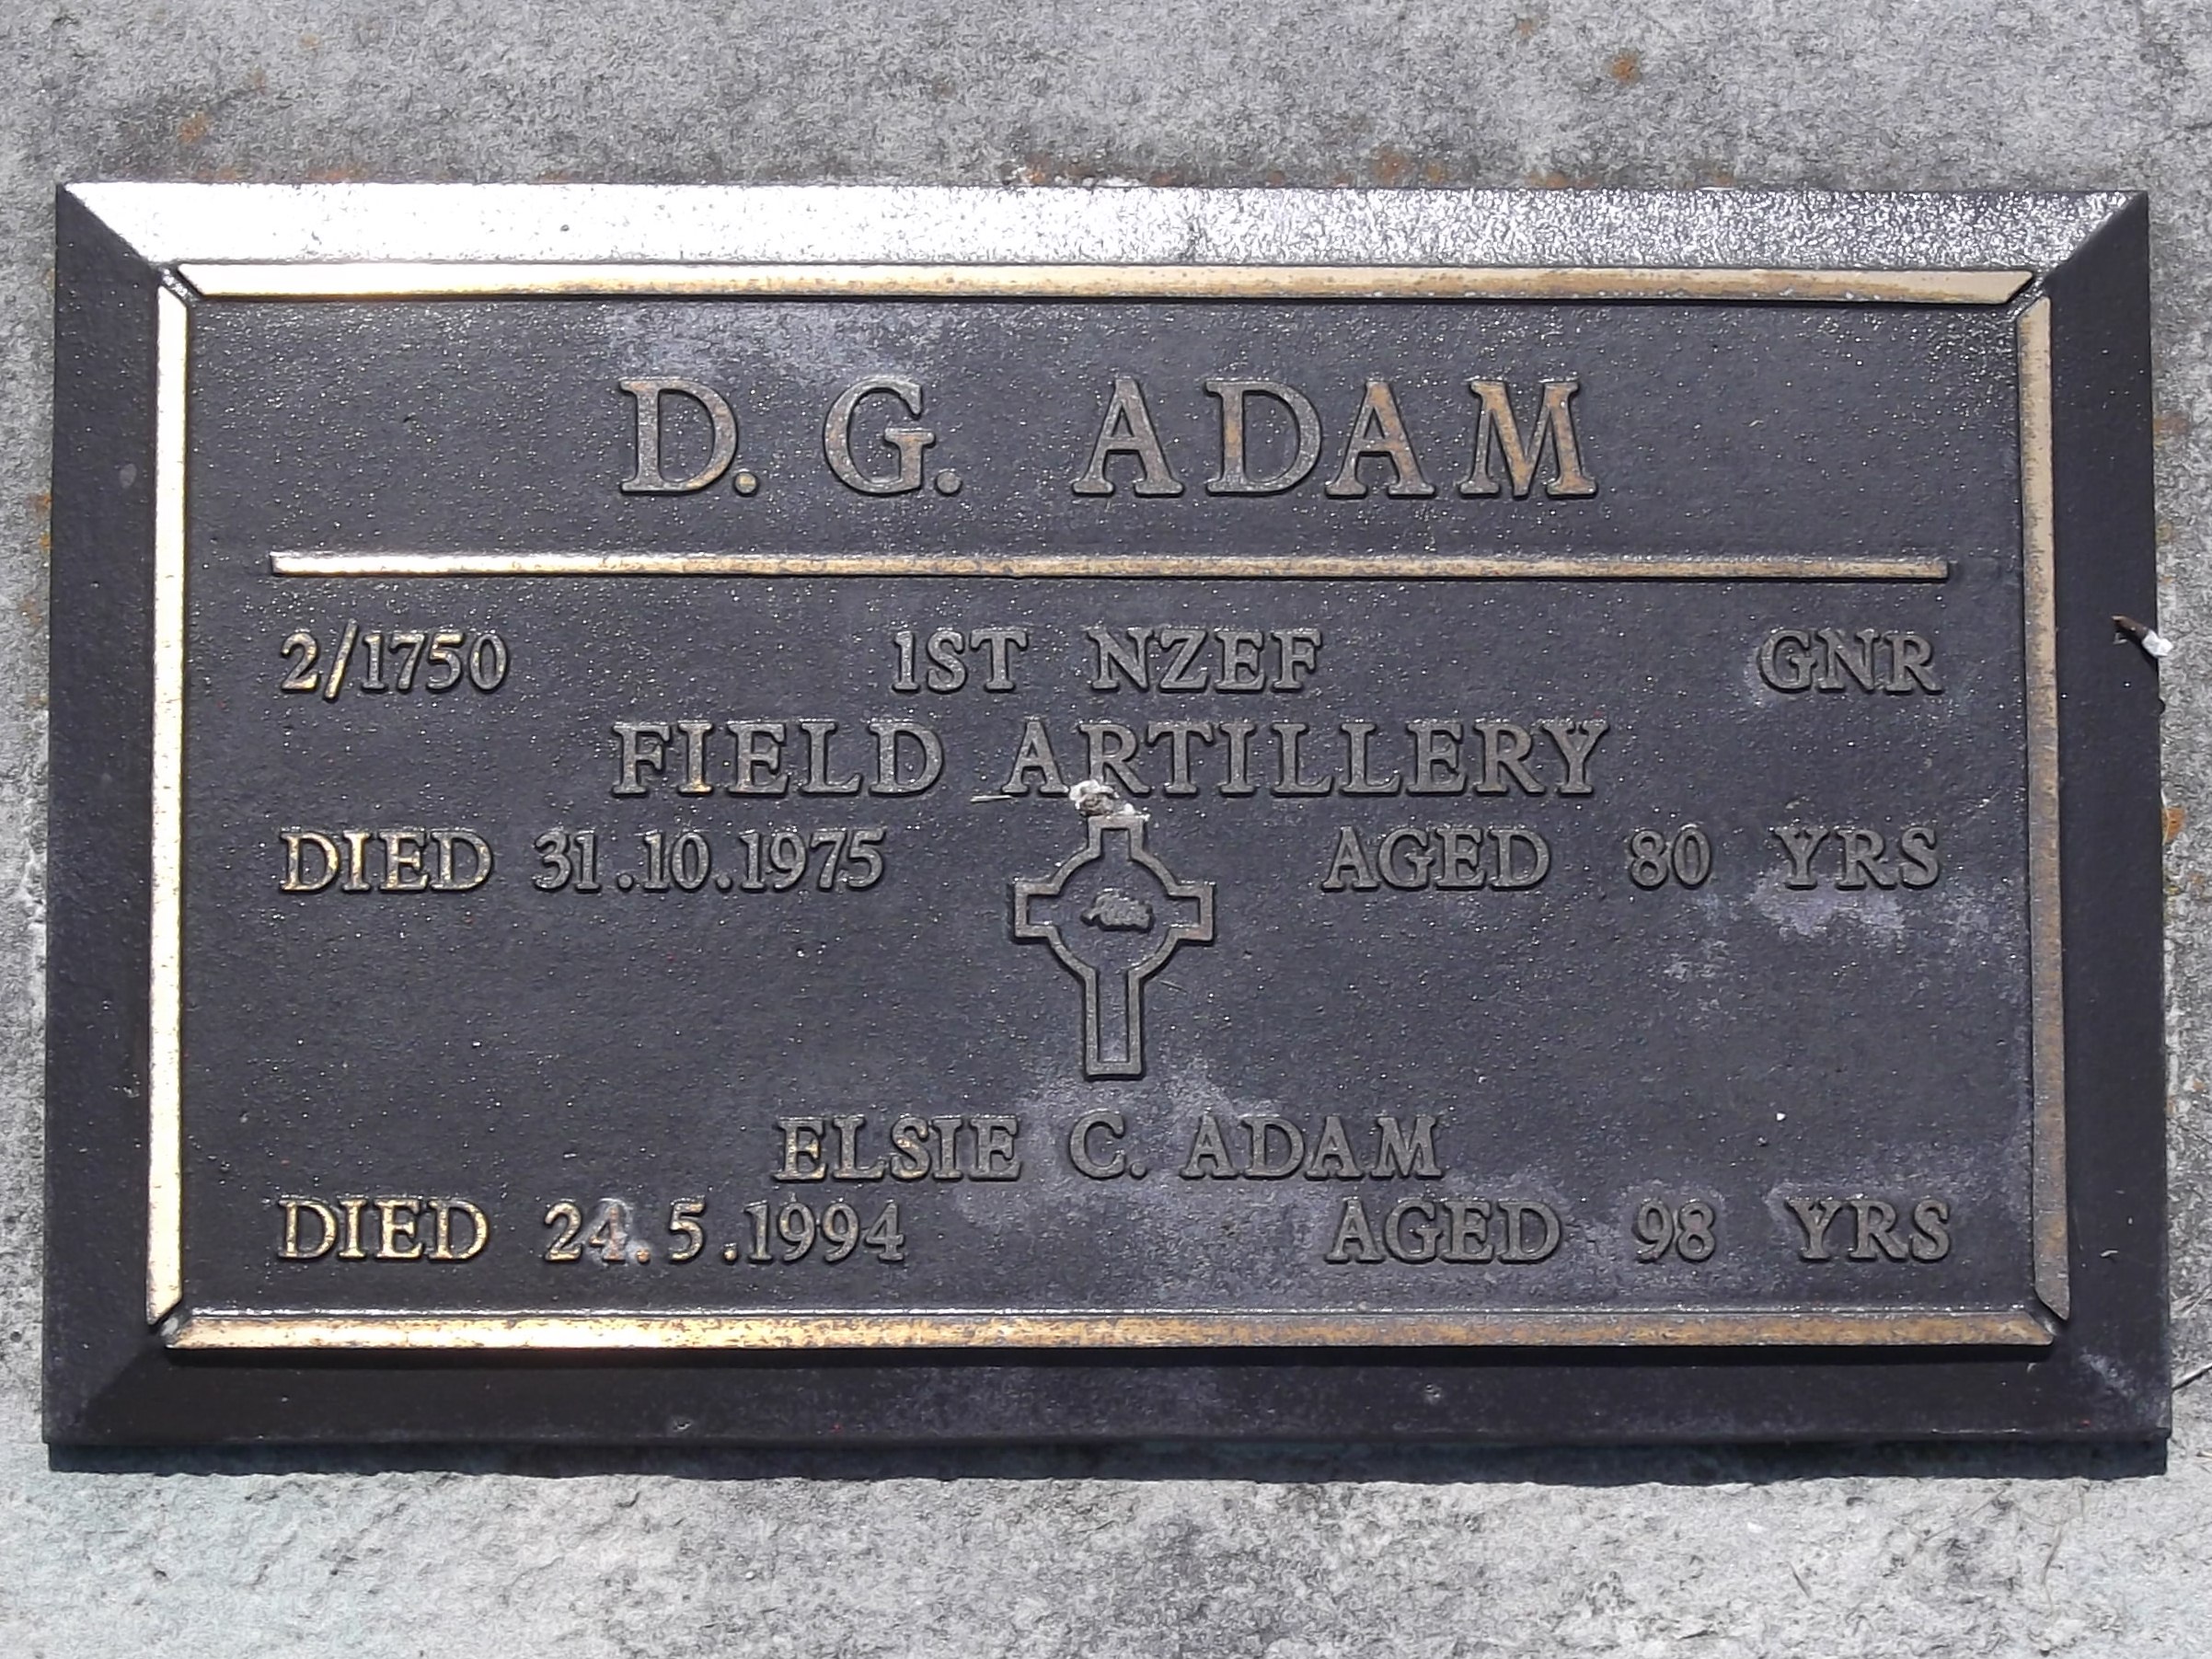 D. G. ADAM
2/1750 1ST NZEF GNR
FIELD ARTILLERY
DIED 31.10.1975 AGED 80 YRS
ELSIE C. ADAM
DIED 24.5.1994 AGED 98 YRS